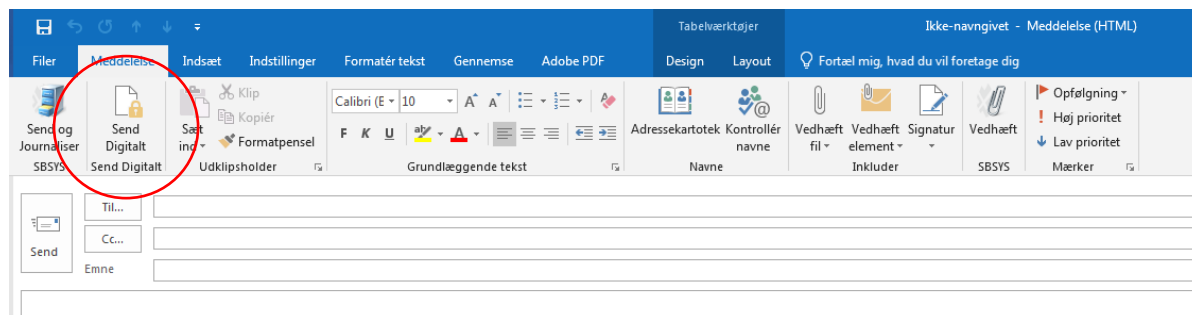 Tabelværktøjer
Ikke-navngivet - Meddelelse (HTML)
Filer Meddelelse Indsæt Indstillinger Formatér tekst Gennemse Adobe PDF Design Layout Fortæl mig, hvad du vil foretage dig
Send og Journaliser
SBSYS
Send Digitalt
Send Digitalt
Sæt ind
Klip
Kopiér
Formatpensel
Udklipsholder
Calibri (E 10
F K U
Grundlæggende tekst
Adressekartotek
Kontrollér navne
Navne
Vedhæft fil
Vedhæft element
Signatur
Inkluder
Vedhæft
SBSYS
Opfølgning
Høj prioritet
Lav prioritet
Mærker
Send
Til...
Cc...
Emne